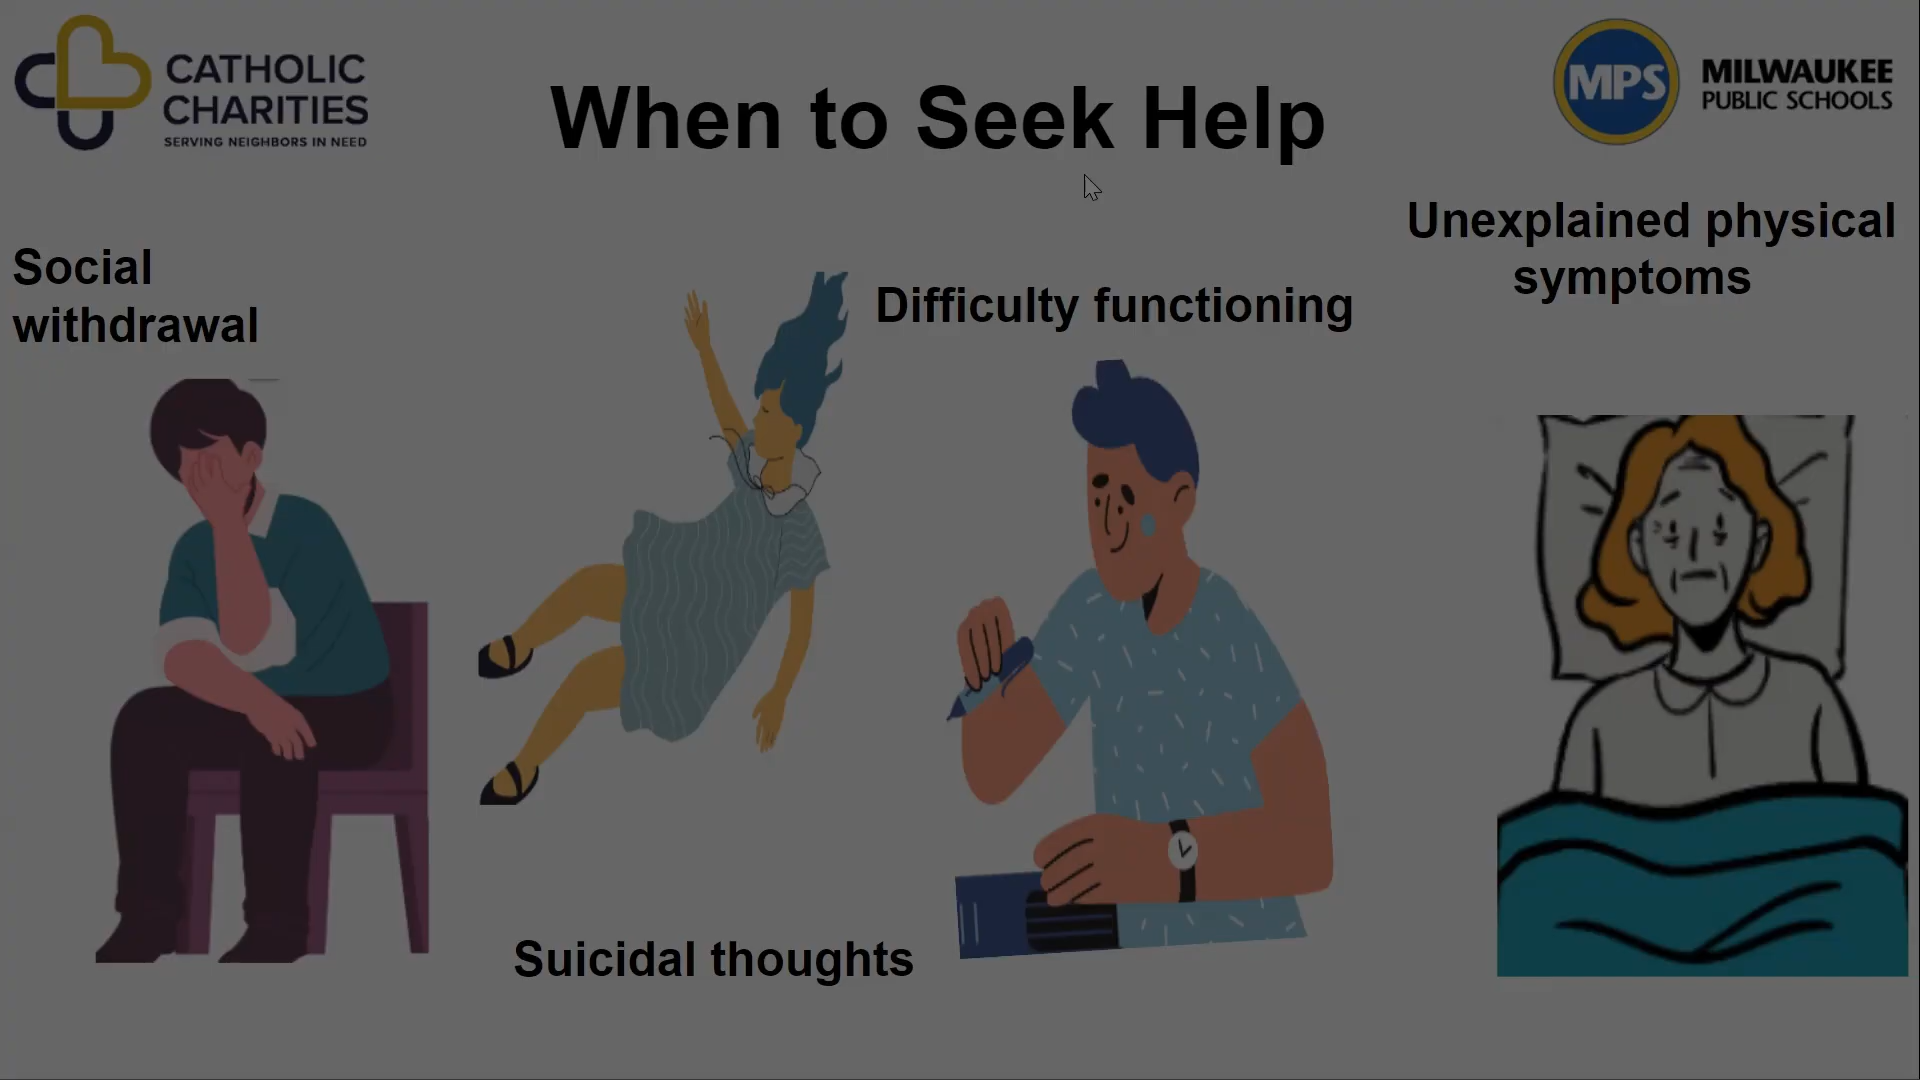 CATHOLIC
CHARITIES
SERVING NEIGHBORS IN NEED
When to Seek Help
MPS
MILWAUKEE
PUBLIC SCHOOLS
Social
withdrawal
Suicidal thoughts
Difficulty functioning
Unexplained physical
symptoms